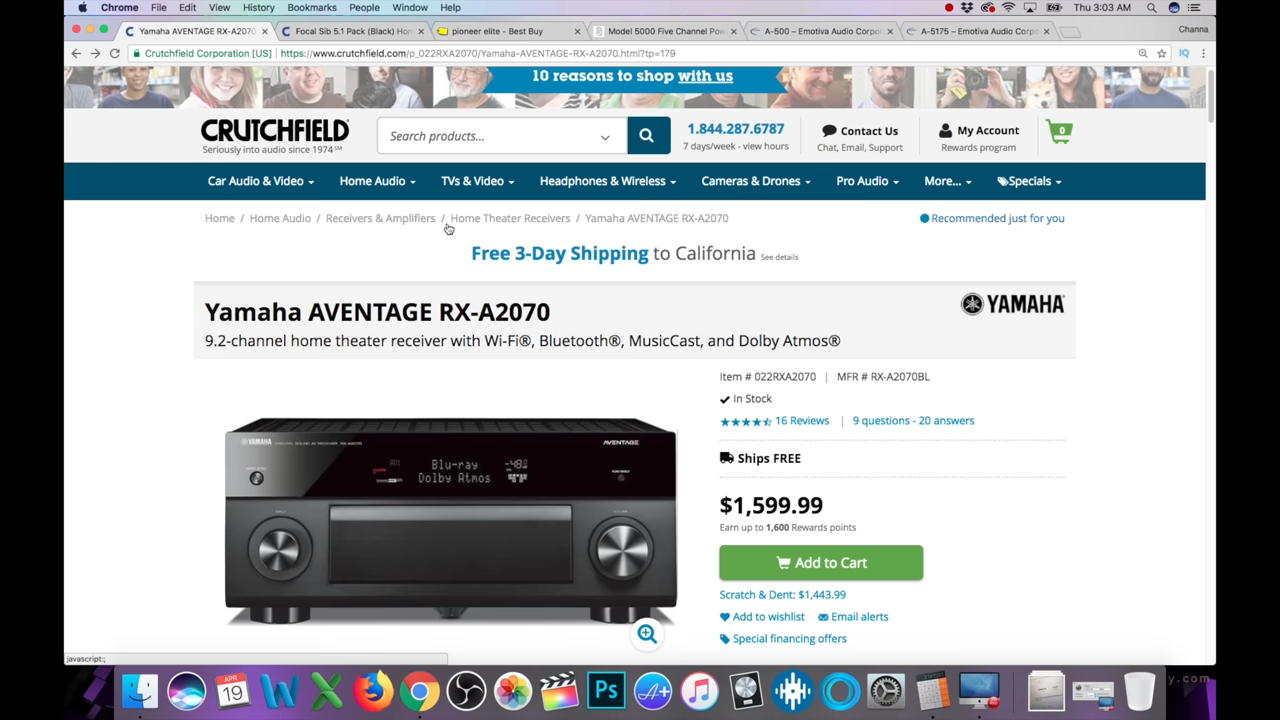 Chrome File Edit View History Bookmarks People Window Help Thu 3:03 AM
Yamaha AVENTAGE RX-A2070 Focal Sib 5.1 Pack (Black) Hom pioneer elite - Best Buy Model 5000 Five Channel Pow A-500 – Emotiva Audio Corpo A-5175 – Emotiva Audio Corpo Channa
Crutchfield Corporation [US] https://www.crutchfield.com/p_022RXA2070/Yamaha-AVENTAGE-RX-A2070.html?tp=179
10 reasons to shop with us
CRUTCHFIELD
Seriously into audio since 1974 SM
Search products...
1.844.287.6787
7 days/week - view hours
Contact Us
Chat, Email, Support
My Account
Rewards program
0
Car Audio & Video Home Audio TVs & Video Headphones & Wireless Cameras & Drones Pro Audio More... Specials
Home / Home Audio / Receivers & Amplifiers / Home Theater Receivers / Yamaha AVENTAGE RX-A2070 Recommended just for you
Free 3-Day Shipping to California See details
Yamaha AVENTAGE RX-A2070
YAMAHA
9.2-channel home theater receiver with Wi-Fi®, Bluetooth®, MusicCast, and Dolby Atmos®
Item # 022RXA2070 | MFR # RX-A2070BL
In Stock
16 Reviews | 9 questions - 20 answers
Ships FREE
$1,599.99
Earn up to 1,600 Rewards points
Add to Cart
Scratch & Dent: $1,443.99
Add to wishlist Email alerts
Special financing offers
YAMAHA
AVENTAGE
Blu-ray
Dolby Atmos
javascript:;
APR
19
Ps
y.com